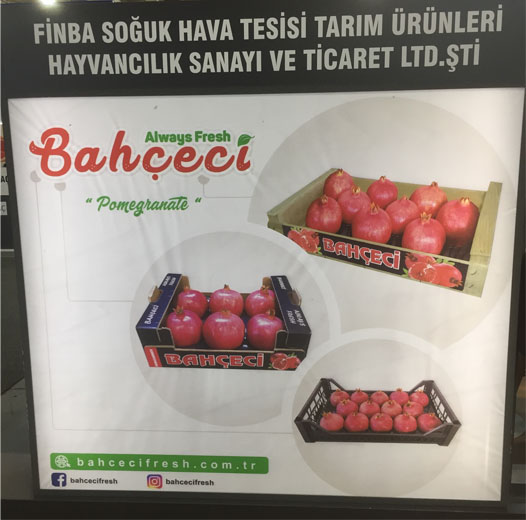 FİNBA SOĞUK HAVA TESİSİ TARIM ÜRÜNLERİ
HAYVANCILIK SANAYI VE TİCARET LTD.ŞTİ
Always Fresh
Bahçeci
“ Pomegranate “
BAHÇECİ
BAHÇECİ
bahcecifresh.com.tr
bahcecifresh
bahcecifresh